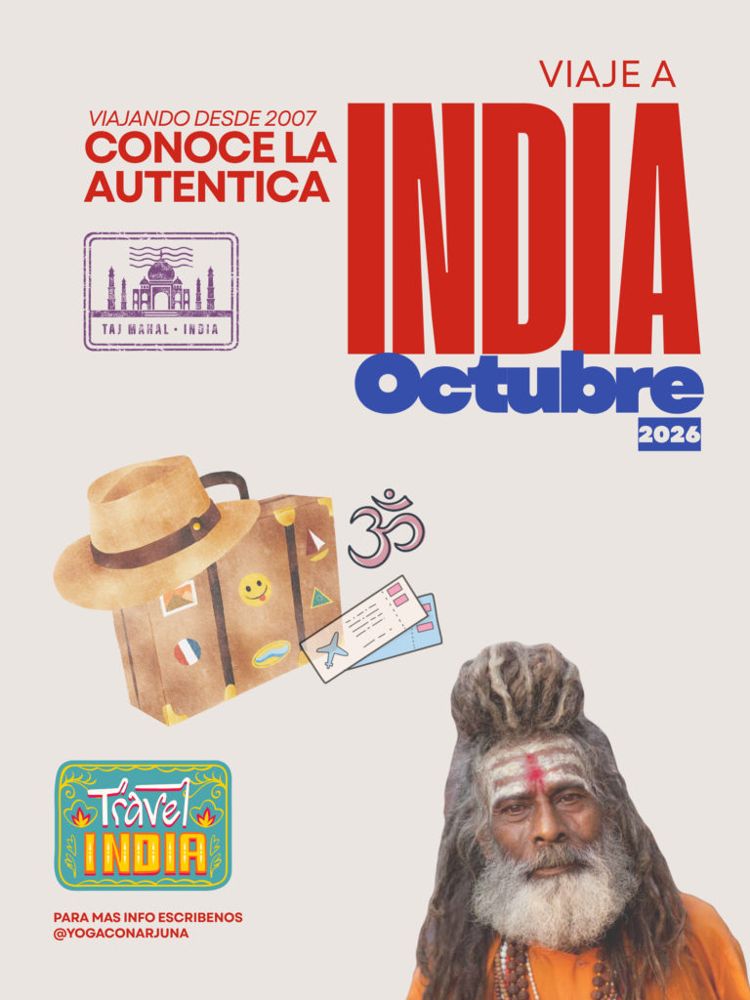 VIAJE A
INDIA
VIAJANDO DESDE 2007
CONOCE LA
AUTENTICA
TAJ MAHAL • INDIA
Octubre
2026
Travel
INDIA
PARA MAS INFO ESCRIBENOS
@YOGACONARJUNA